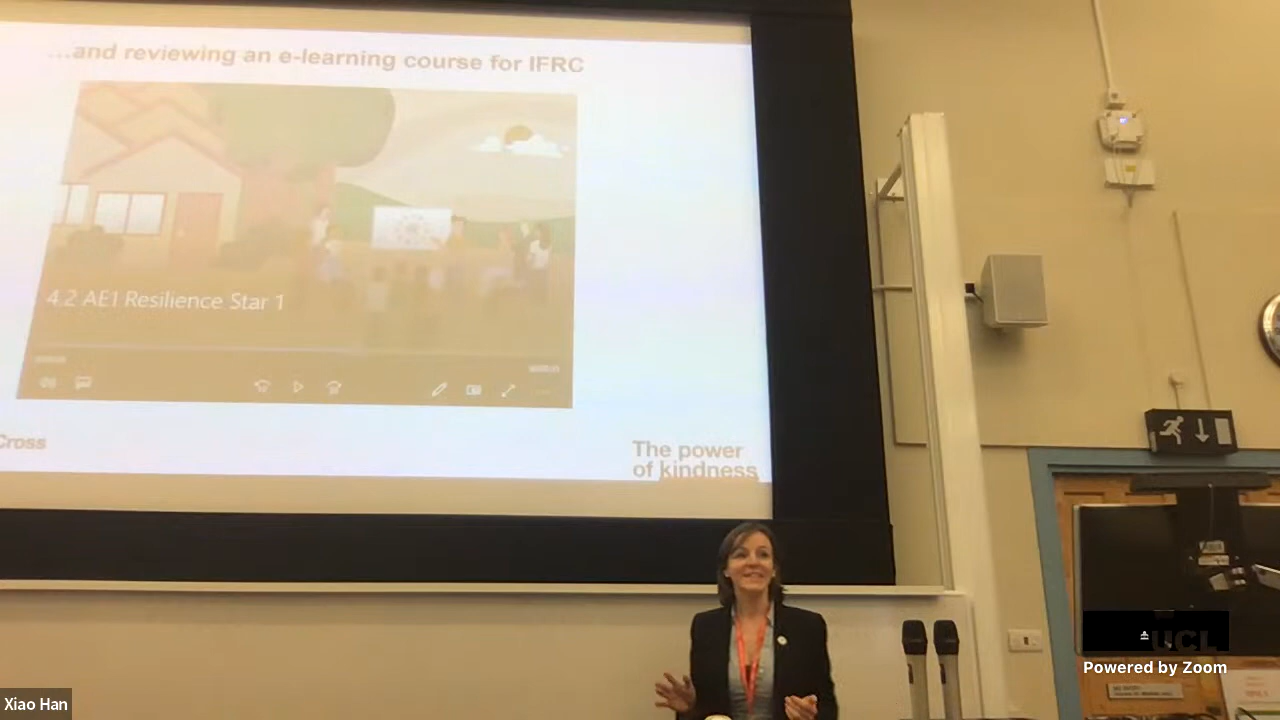 ...and reviewing an e-learning course for IFRC
4.2 AE1 Resilience Star 1
Cross
The power
of kindness
UCL
Powered by Zoom
Xiao Han